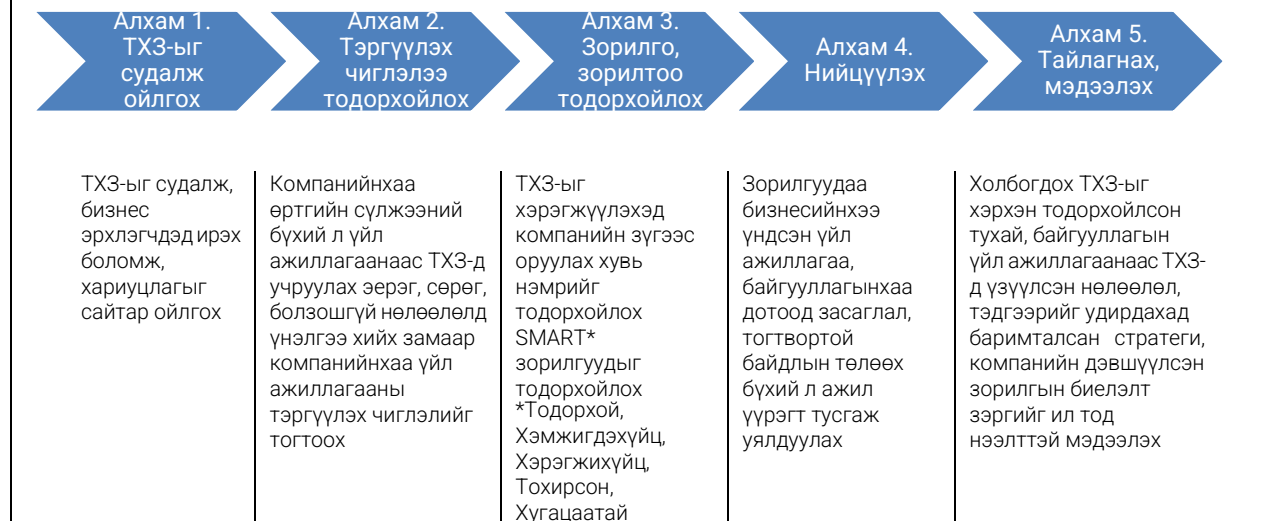 Алхам 1.
ТХЗ-ыг
судалж
ойлгох
Алхам 2.
Тэргүүлэх
чиглэлээ
тодорхойлох
Алхам 3.
Зорилго,
зорилтоо
тодорхойлох
Алхам 4.
Нийцүүлэх
Алхам 5.
Тайлагнах,
мэдээлэх
ТХЗ-ыг судалж,
бизнес
эрхлэгчдэд ирэх
боломж,
хариуцлагыг
сайтар ойлгох
Компанийнхаа
өртгийн сүлжээний
бүхий л үйл
ажиллагаанаас ТХЗ-д
учруулах эерэг, сөрөг,
болзошгүй нөлөөлөлд
үнэлгээ хийх замаар
компанийнхаа үйл
ажиллагааны
тэргүүлэх чиглэлийг
тогтоох
ТХЗ-ыг
хэрэгжүүлэхэд
компанийн зүгээс
оруулах хувь
нэмрийг
тодорхойлох
SMART*
зорилгуудыг
тодорхойлох
*Тодорхой,
Хэмжигдэхүйц,
Хэрэгжихүйц,
Тохирсон,
Хугацаатай
Зорилгуудаа
бизнесийнхээ
үндсэн үйл
ажиллагаа,
байгууллагынхаа
дотоод засаглал,
тогтвортой
байдлын төлөөх
бүхий л ажил
үүрэгт тусгаж
уялдуулах
Холбогдох ТХЗ-ыг
хэрхэн тодорхойлсон
тухай, байгууллагын
үйл ажиллагаанаас ТХЗ-
д үзүүлсэн нөлөөлөл,
тэдгээрийг удирдахад
баримталсан стратеги,
компанийн дэвшүүлсэн
зорилгын биелэлт
зэргийг ил тод
нээлттэй мэдээлэх